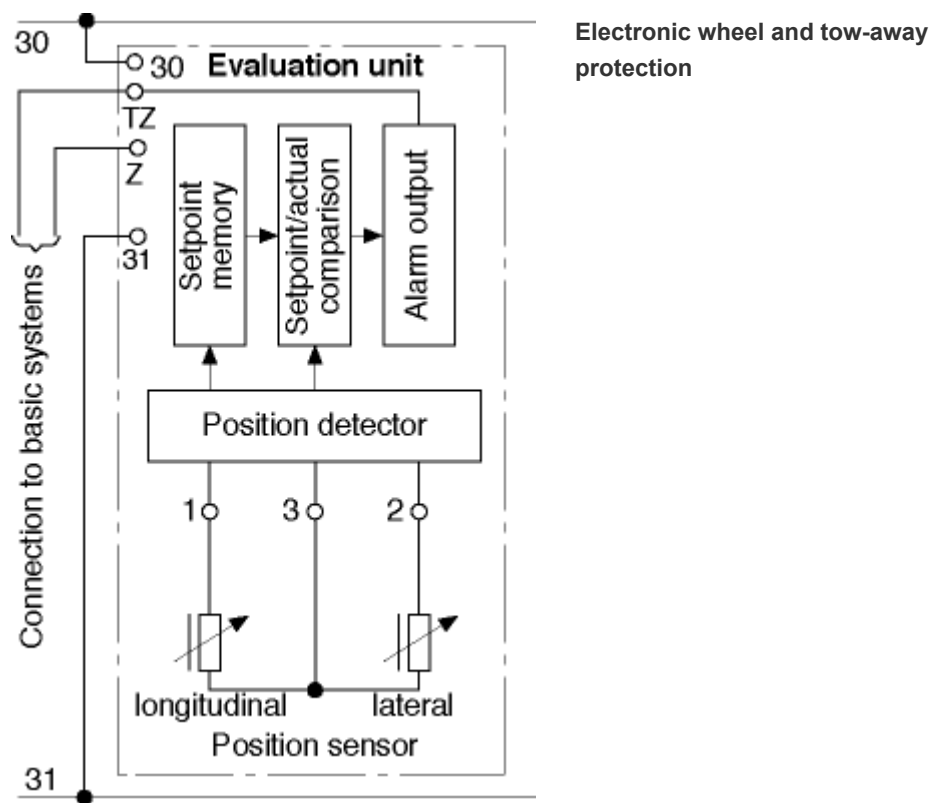 Electronic wheel and tow-away
protection
30
30
Evaluation unit
TZ
Z
31
Connection to basic systems
Setpoint
memory
Setpoint/actual
comparison
Alarm output
Position detector
1
3
2
longitudinal
lateral
Position sensor
31